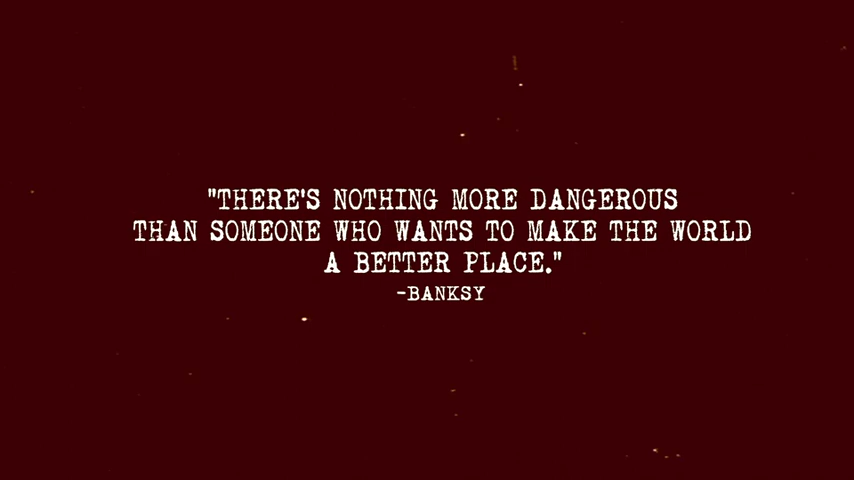 "THERE'S NOTHING MORE DANGEROUS
THAN SOMEONE WHO WANTS TO MAKE THE WORLD
A BETTER PLACE."
-BANKSY